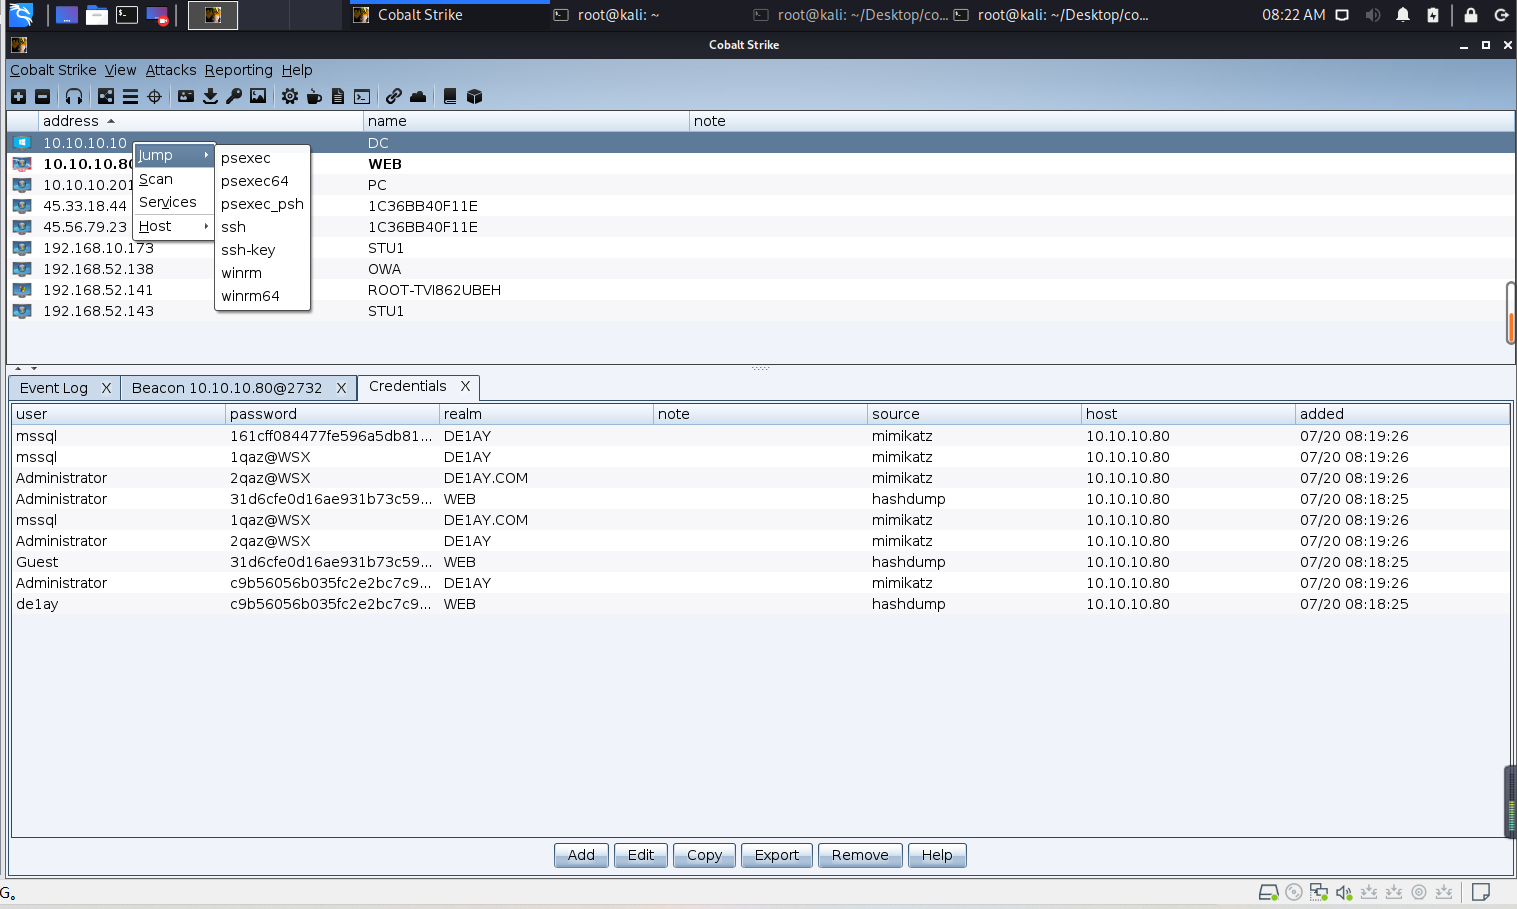 Cobalt Strike root@kali: ~ root@kali: ~/Desktop/co... root@kali: ~/Desktop/co... 08:22 AM
Cobalt Strike
Cobalt Strike View Attacks Reporting Help
address name note
10.10.10.10 DC
10.10.10.80 WEB
10.10.10.201 PC
45.33.18.44 1C36BB40F11E
45.56.79.23 1C36BB40F11E
192.168.10.173 STU1
192.168.52.138 OWA
192.168.52.141 ROOT-TVI862UBEH
192.168.52.143 STU1
Jump
Scan
Services
Host
psexec
psexec64
psexec_psh
ssh
ssh-key
winrm
winrm64
Event Log X Beacon 10.10.10.80@2732 X Credentials X
user password realm note source host added
mssql 161cff084477fe596a5db81... DE1AY mimikatz 10.10.10.80 07/20 08:19:26
mssql 1qaz@WSX DE1AY mimikatz 10.10.10.80 07/20 08:19:26
Administrator 2qaz@WSX DE1AY.COM mimikatz 10.10.10.80 07/20 08:19:26
Administrator 31d6cfe0d16ae931b73c59... WEB hashdump 10.10.10.80 07/20 08:18:25
mssql 1qaz@WSX DE1AY.COM mimikatz 10.10.10.80 07/20 08:19:26
Administrator 2qaz@WSX DE1AY mimikatz 10.10.10.80 07/20 08:19:26
Guest 31d6cfe0d16ae931b73c59... WEB hashdump 10.10.10.80 07/20 08:18:25
Administrator c9b56056b035fc2e2bc7c9... DE1AY mimikatz 10.10.10.80 07/20 08:19:26
de1ay c9b56056b035fc2e2bc7c9... WEB hashdump 10.10.10.80 07/20 08:18:25
Add Edit Copy Export Remove Help
G。